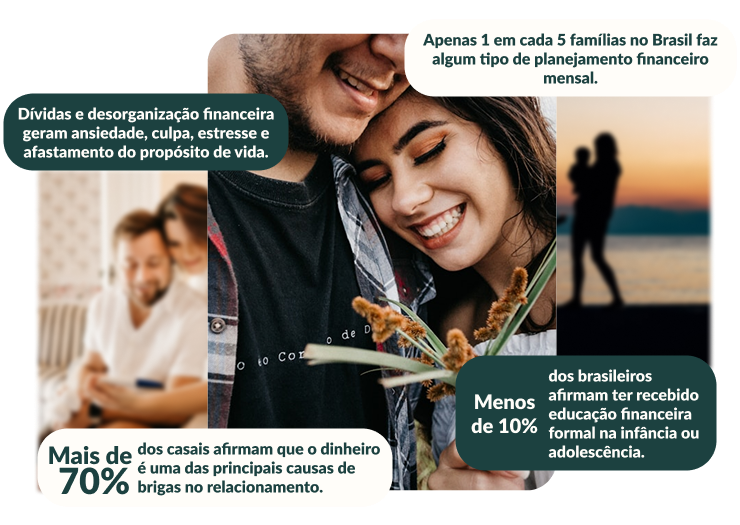 Apenas 1 em cada 5 famílias no Brasil faz
algum tipo de planejamento financeiro
mensal.
Dívidas e desorganização financeira
geram ansiedade, culpa, estresse e
afastamento do propósito de vida.
de D
Menos
de 10%
dos brasileiros
afirmam ter recebido
educação financeira
formal na infância ou
adolescência.
Mais de
70%
dos casais afirmam que o dinheiro
é uma das principais causas de
brigas no relacionamento.